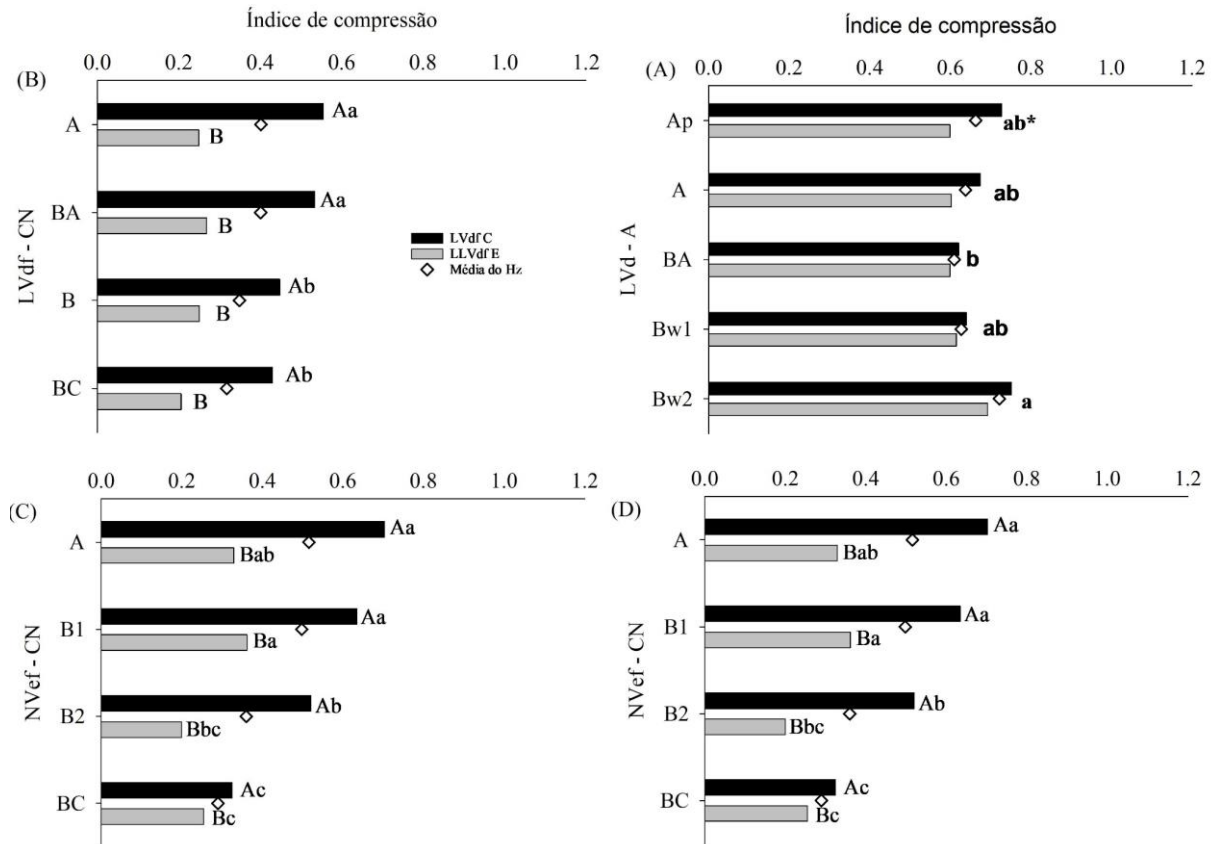 Índice de compressão
0.0 0.2 0.4 0.6 0.8 1.0 1.2
(B)
LVdf - CN
A
Aa
B
BA
Aa
B
B
Ab
B
BC
Ab
B
LVdf C
LLVdf E
Média do Hz
Índice de compressão
0.0 0.2 0.4 0.6 0.8 1.0 1.2
(A)
LVd - A
Ap
ab*
A
ab
BA
b
Bw1
ab
Bw2
a
0.0 0.2 0.4 0.6 0.8 1.0 1.2
(C)
NVef - CN
A
Aa
Bab
B1
Aa
Ba
B2
Ab
Bbc
BC
Ac
Bc
0.0 0.2 0.4 0.6 0.8 1.0 1.2
(D)
NVef - CN
A
Aa
Bab
B1
Aa
Ba
B2
Ab
Bbc
BC
Ac
Bc